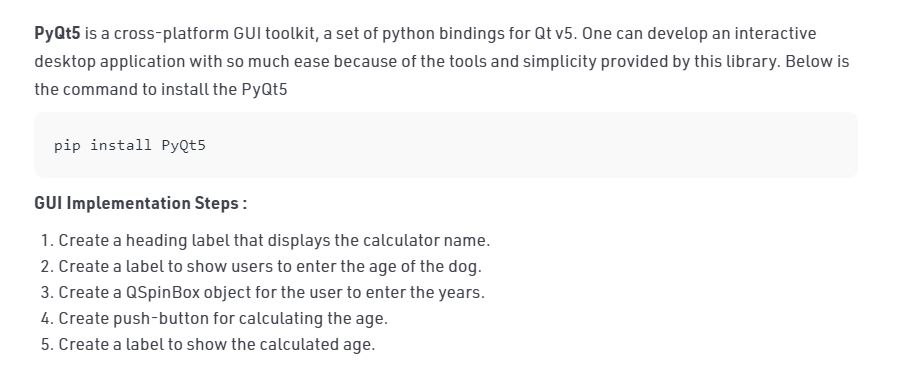 PyQt5 is a cross-platform GUI toolkit, a set of python bindings for Qt v5. One can develop an interactive
desktop application with so much ease because of the tools and simplicity provided by this library. Below is
the command to install the PyQt5
pip install PyQt5
GUI Implementation Steps :
1. Create a heading label that displays the calculator name.
2. Create a label to show users to enter the age of the dog.
3. Create a QSpinBox object for the user to enter the years.
4. Create push-button for calculating the age.
5. Create a label to show the calculated age.